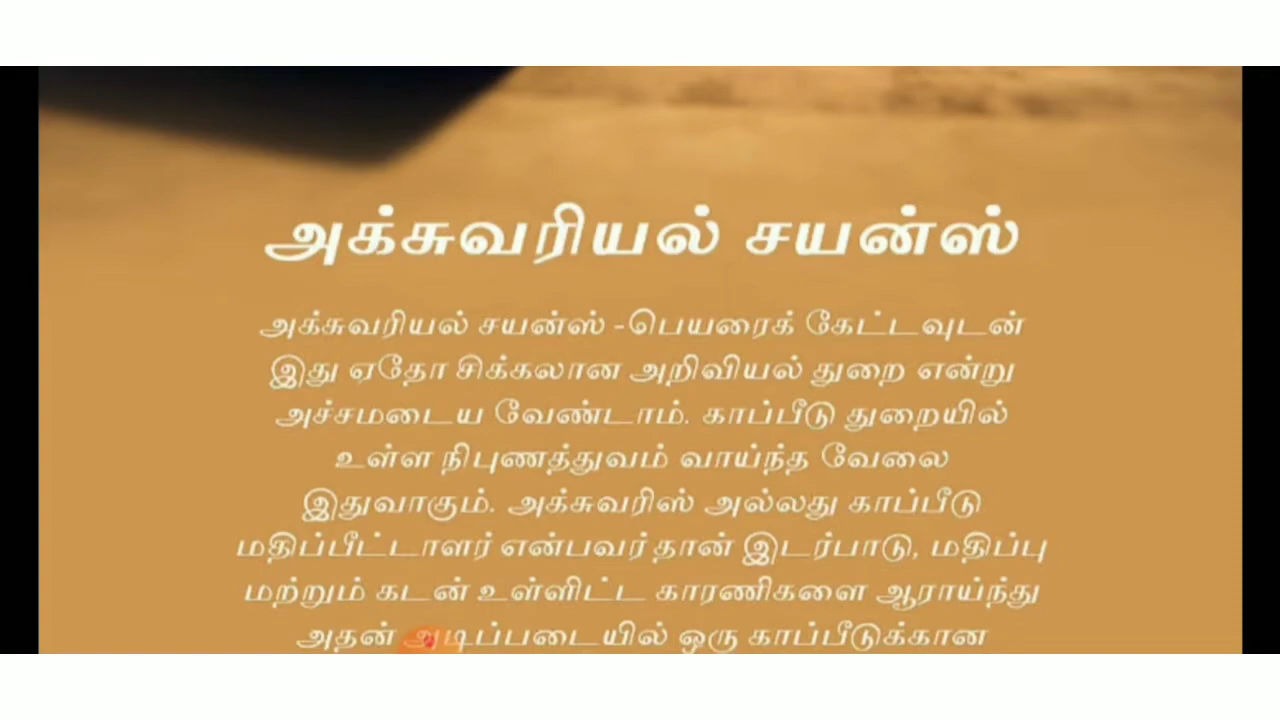 அக்சுவரியல் சயன்ஸ்
அக்சுவரியல் சயன்ஸ் -பெயரைக் கேட்டவுடன்
இது ஏதோ சிக்கலான அறிவியல் துறை என்று
அச்சமடைய வேண்டாம். காப்பீடு துறையில்
உள்ள நிபுணத்துவம் வாய்ந்த வேலை
இதுவாகும். அக்சுவரிஸ் அல்லது காப்பீடு
மதிப்பீட்டாளர் என்பவர் தான் இடர்பாடு, மதிப்பு
மற்றும் கடன் உள்ளிட்ட காரணிகளை ஆராய்ந்து
அதன் அடிப்படையில் ஒரு காப்பீடுக்கான